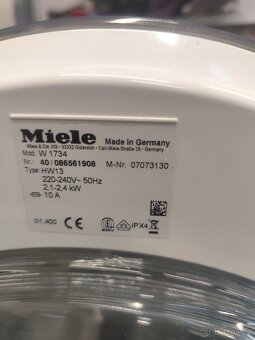 Miele Made in Germany
Miele & Cie. KG · 33332 Gütersloh · Carl-Miele-Straße 29 · Germany
Mod. W 1734
Nr. 40/086561908 M-Nr. 07073130
Type: HW13
220-240V~ 50Hz
2,1-2,4 kW
10 A
01.400 IPX4